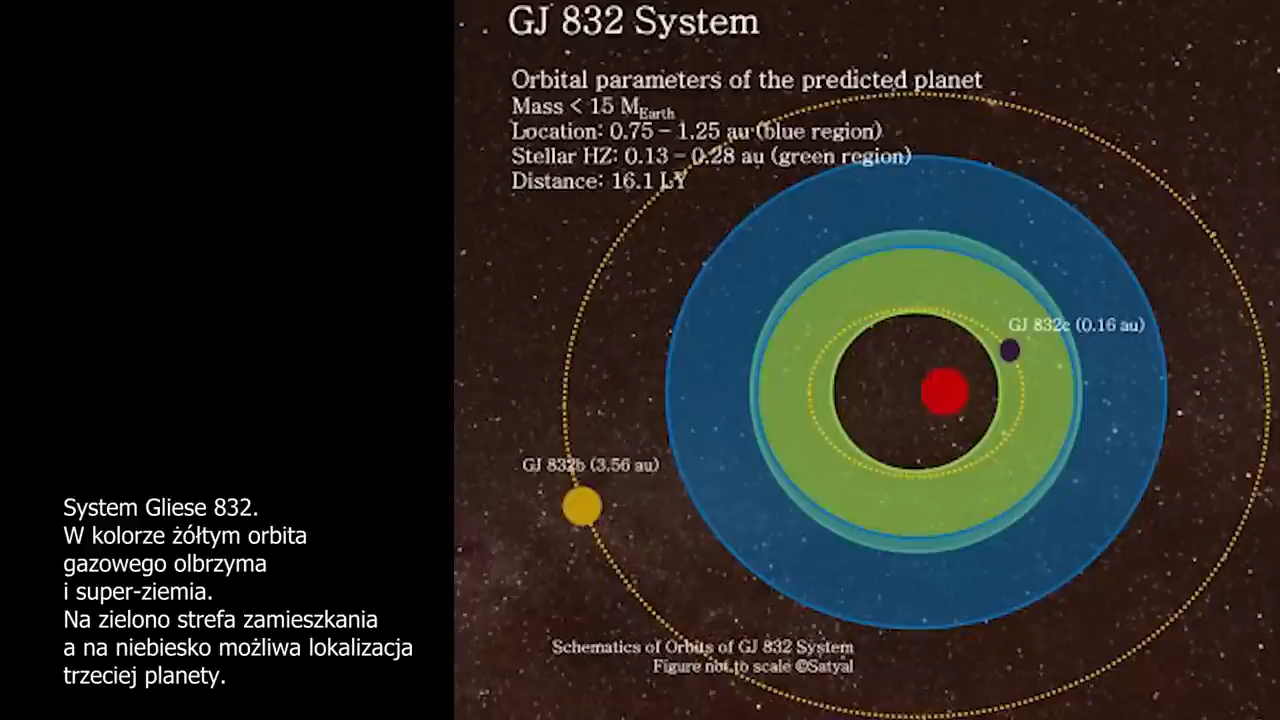 GJ 832 System
Orbital parameters of the predicted planet
Mass < 15 M_Earth
Location: 0.75 – 1.25 au (blue region)
Stellar HZ: 0.13 – 0.28 au (green region)
Distance: 16.1 LY
GJ 832c (0.16 au)
GJ 832b (3.56 au)
System Gliese 832.
W kolorze żółtym orbita
gazowego olbrzyma
i super-ziemia.
Na zielono strefa zamieszkania
a na niebiesko możliwa lokalizacja
trzeciej planety.
Schematics of Orbits of GJ 832 System
Figure not to scale ©Satyal